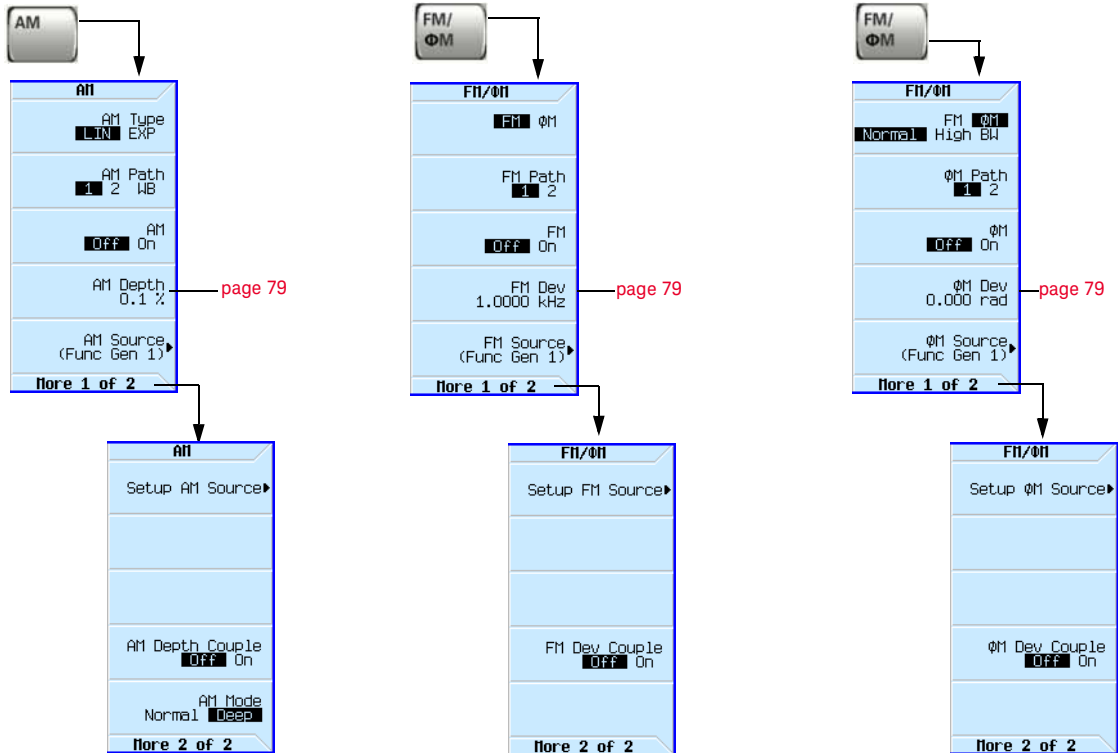 AM
AM
AM Type
LIN EXP
AM Path
1 2 WB
AM
Off On
AM Depth
0.1 %
page 79
AM Source
(Func Gen 1)
More 1 of 2
AM
Setup AM Source
AM Depth Couple
Off On
AM Mode
Normal Deep
More 2 of 2
FM/
ΦM
FM/ΦM
FM ΦM
FM Path
1 2
FM
Off On
FM Dev
1.0000 kHz
page 79
FM Source
(Func Gen 1)
More 1 of 2
FM/ΦM
Setup FM Source
FM Dev Couple
Off On
More 2 of 2
FM/
ΦM
FM/ΦM
FM ΦM
Normal High BW
ΦM Path
1 2
ΦM
Off On
ΦM Dev
0.000 rad
page 79
ΦM Source
(Func Gen 1)
More 1 of 2
FM/ΦM
Setup ΦM Source
ΦM Dev Couple
Off On
More 2 of 2